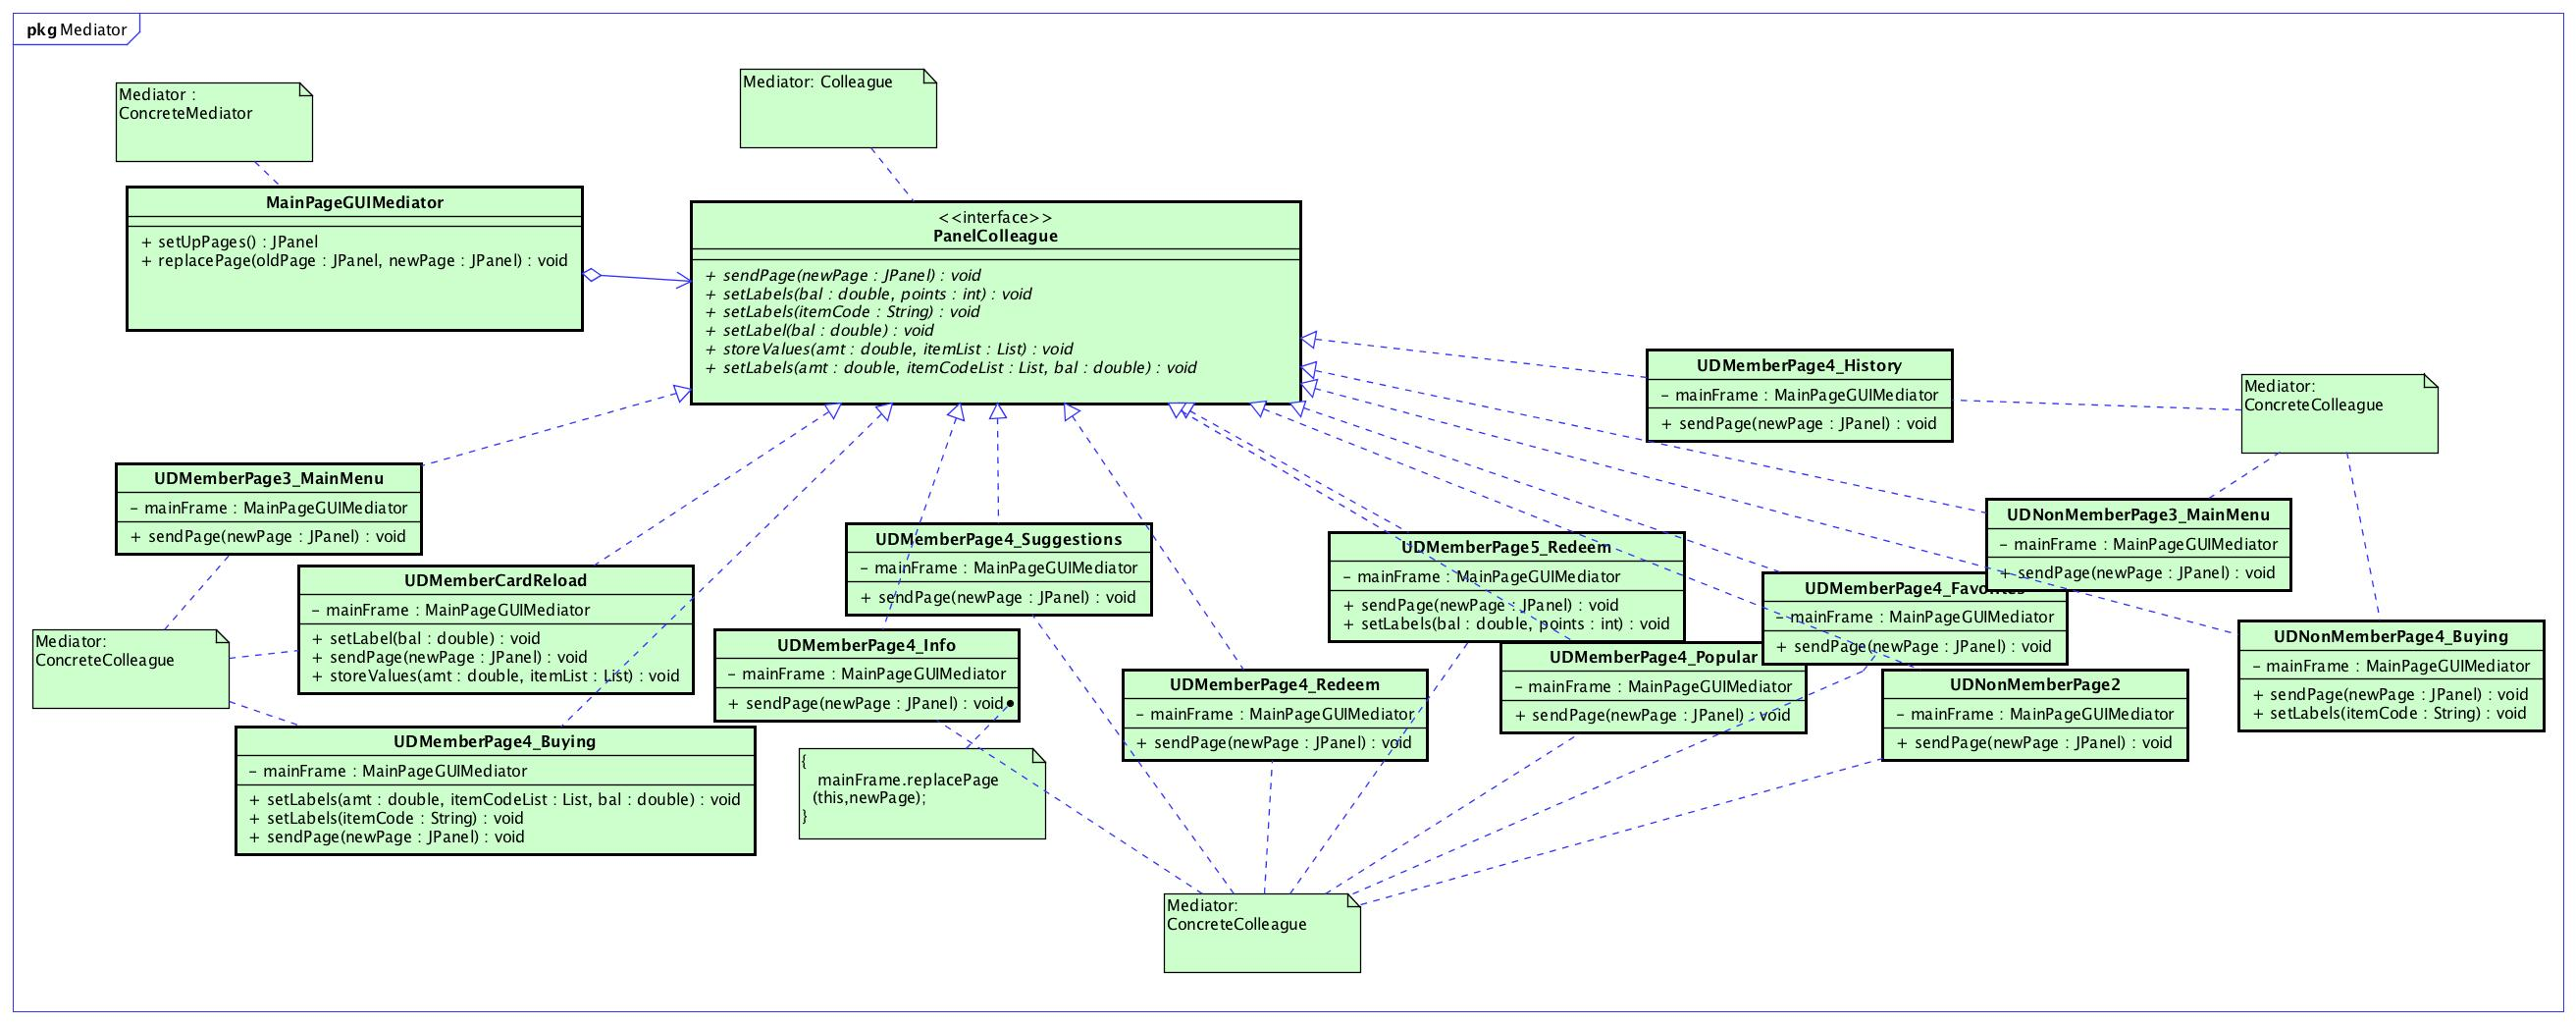 pkg Mediator
Mediator :
ConcreteMediator
Mediator: Colleague
MainPageGUIMediator
+ setUpPages() : JPanel
+ replacePage(oldPage : JPanel, newPage : JPanel) : void
<<interface>>
PanelColleague
+ sendPage(newPage : JPanel) : void
+ setLabels(bal : double, points : int) : void
+ setLabels(itemCode : String) : void
+ setLabel(bal : double) : void
+ storeValues(amt : double, itemList : List) : void
+ setLabels(amt : double, itemCodeList : List, bal : double) : void
UDMemberPage4_History
- mainFrame : MainPageGUIMediator
+ sendPage(newPage : JPanel) : void
Mediator:
ConcreteColleague
UDMemberPage3_MainMenu
- mainFrame : MainPageGUIMediator
+ sendPage(newPage : JPanel) : void
UDMemberCardReload
- mainFrame : MainPageGUIMediator
+ setLabel(bal : double) : void
+ sendPage(newPage : JPanel) : void
+ storeValues(amt : double, itemList : List) : void
Mediator:
ConcreteColleague
UDMemberPage4_Buying
- mainFrame : MainPageGUIMediator
+ setLabels(amt : double, itemCodeList : List, bal : double) : void
+ setLabels(itemCode : String) : void
+ sendPage(newPage : JPanel) : void
UDMemberPage4_Suggestions
- mainFrame : MainPageGUIMediator
+ sendPage(newPage : JPanel) : void
UDMemberPage4_Info
- mainFrame : MainPageGUIMediator
+ sendPage(newPage : JPanel) : void
{
mainFrame.replacePage
(this,newPage);
}
UDMemberPage4_Redeem
- mainFrame : MainPageGUIMediator
+ sendPage(newPage : JPanel) : void
UDMemberPage5_Redeem
- mainFrame : MainPageGUIMediator
+ sendPage(newPage : JPanel) : void
+ setLabels(bal : double, points : int) : void
UDMemberPage4_Popular
- mainFrame : MainPageGUIMediator
+ sendPage(newPage : JPanel) : void
UDMemberPage4_Favorites
- mainFrame : MainPageGUIMediator
+ sendPage(newPage : JPanel) : void
UDNonMemberPage3_MainMenu
- mainFrame : MainPageGUIMediator
+ sendPage(newPage : JPanel) : void
UDNonMemberPage2
- mainFrame : MainPageGUIMediator
+ sendPage(newPage : JPanel) : void
UDNonMemberPage4_Buying
- mainFrame : MainPageGUIMediator
+ sendPage(newPage : JPanel) : void
+ setLabels(itemCode : String) : void
Mediator:
ConcreteColleague